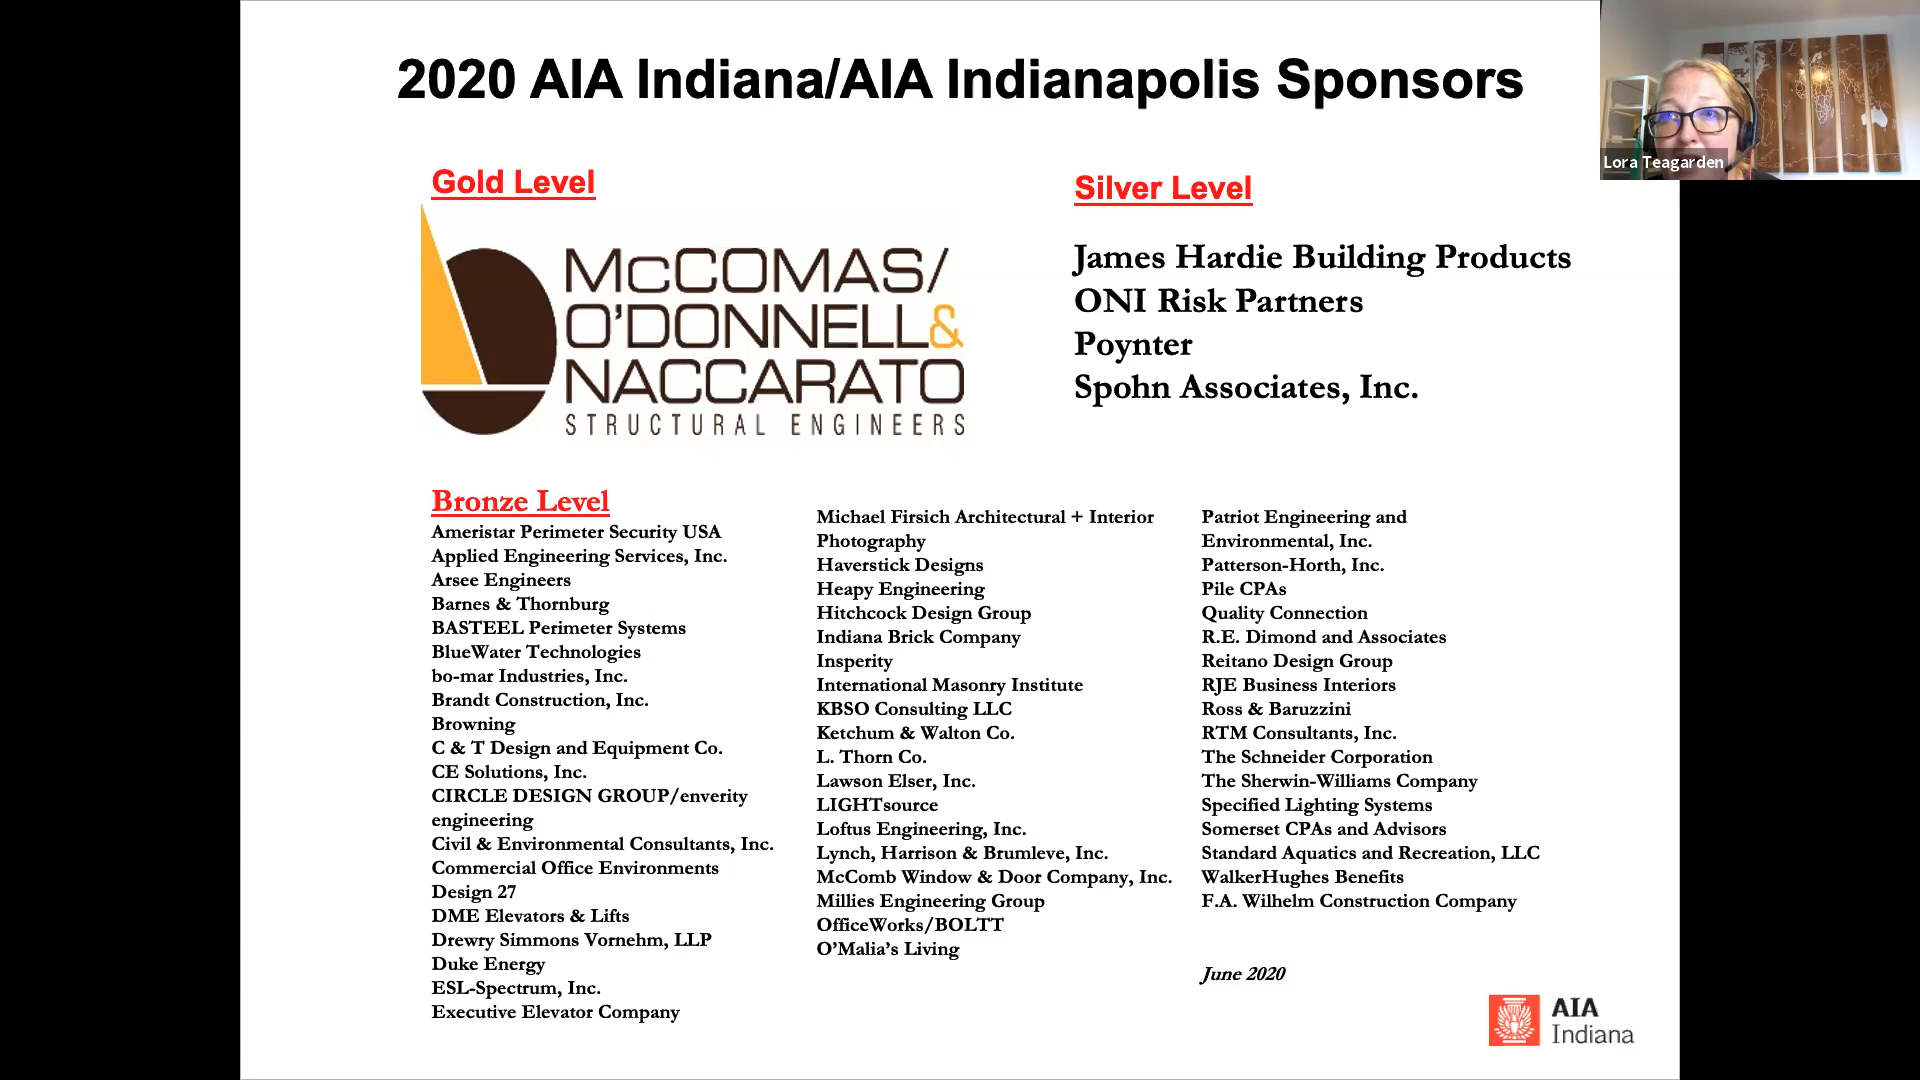 2020 AIA Indiana/AIA Indianapolis Sponsors
Lora Teagarden
Gold Level
McCOMAS/
O'DONNELL&
NACCARATO
STRUCTURAL ENGINEERS
Silver Level
James Hardie Building Products
ONI Risk Partners
Poynter
Spohn Associates, Inc.
Bronze Level
Ameristar Perimeter Security USA
Applied Engineering Services, Inc.
Arsee Engineers
Barnes & Thornburg
BASTEEL Perimeter Systems
BlueWater Technologies
bo-mar Industries, Inc.
Brandt Construction, Inc.
Browning
C & T Design and Equipment Co.
CE Solutions, Inc.
CIRCLE DESIGN GROUP/enverity
engineering
Civil & Environmental Consultants, Inc.
Commercial Office Environments
Design 27
DME Elevators & Lifts
Drewry Simmons Vornehm, LLP
Duke Energy
ESL-Spectrum, Inc.
Executive Elevator Company
Michael Firsich Architectural + Interior
Photography
Haverstick Designs
Heapy Engineering
Hitchcock Design Group
Indiana Brick Company
Insperity
International Masonry Institute
KBSO Consulting LLC
Ketchum & Walton Co.
L. Thorn Co.
Lawson Elser, Inc.
LIGHTsource
Loftus Engineering, Inc.
Lynch, Harrison & Brumleve, Inc.
McComb Window & Door Company, Inc.
Millies Engineering Group
OfficeWorks/BOLTT
O’Malia’s Living
Patriot Engineering and
Environmental, Inc.
Patterson-Horth, Inc.
Pile CPAs
Quality Connection
R.E. Dimond and Associates
Reitano Design Group
RJE Business Interiors
Ross & Baruzzini
RTM Consultants, Inc.
The Schneider Corporation
The Sherwin-Williams Company
Specified Lighting Systems
Somerset CPAs and Advisors
Standard Aquatics and Recreation, LLC
WalkerHughes Benefits
F.A. Wilhelm Construction Company
June 2020
AIA
Indiana